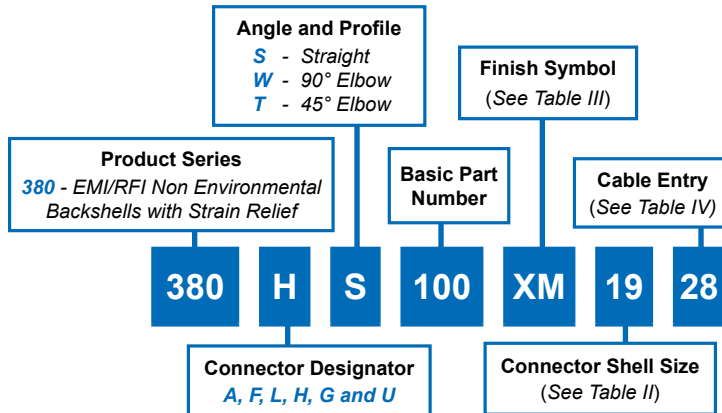 Angle and Profile
S - Straight
W - 90° Elbow
T - 45° Elbow
Finish Symbol
(See Table III)
Product Series
380 - EMI/RFI Non Environmental
Backshells with Strain Relief
Basic Part
Number
Cable Entry
(See Table IV)
380 H S 100 XM 19 28
Connector Designator
A, F, L, H, G and U
Connector Shell Size
(See Table II)